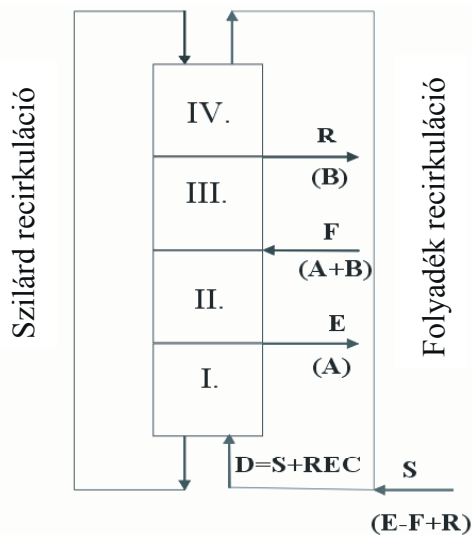 Szilárd recirkuláció
IV.
R
(B)
III.
F
(A+B)
II.
E
(A)
I.
D=S+REC
S
(E-F+R)
Folyadék recirkuláció